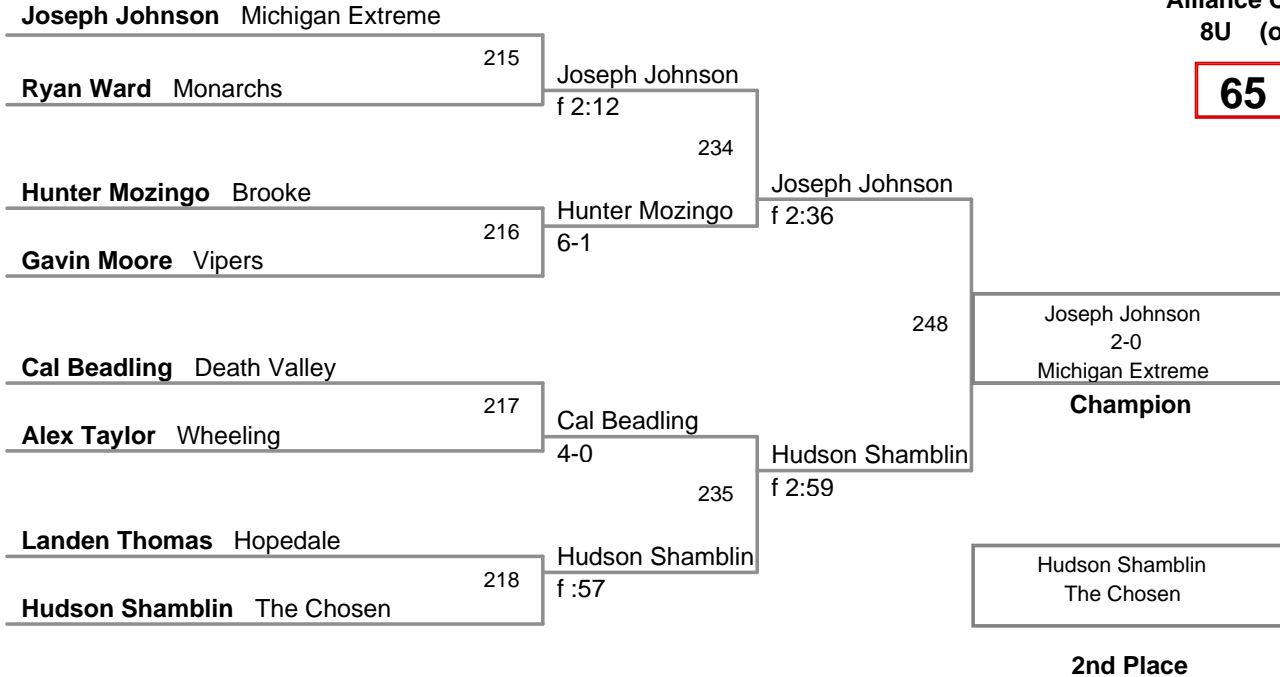 Joseph Johnson Michigan Extreme
215
Ryan Ward Monarchs
Joseph Johnson
f 2:12
234
Hunter Mozingo Brooke
216
Gavin Moore Vipers
Hunter Mozingo
6-1
Joseph Johnson
f 2:36
248
Cal Beadling Death Valley
217
Alex Taylor Wheeling
Cal Beadling
4-0
235
Landen Thomas Hopedale
218
Hudson Shamblin The Chosen
Hudson Shamblin
f :57
Hudson Shamblin
f 2:59
Alliance
8U (o
65
Joseph Johnson
2-0
Michigan Extreme
Champion
Hudson Shamblin
The Chosen
2nd Place